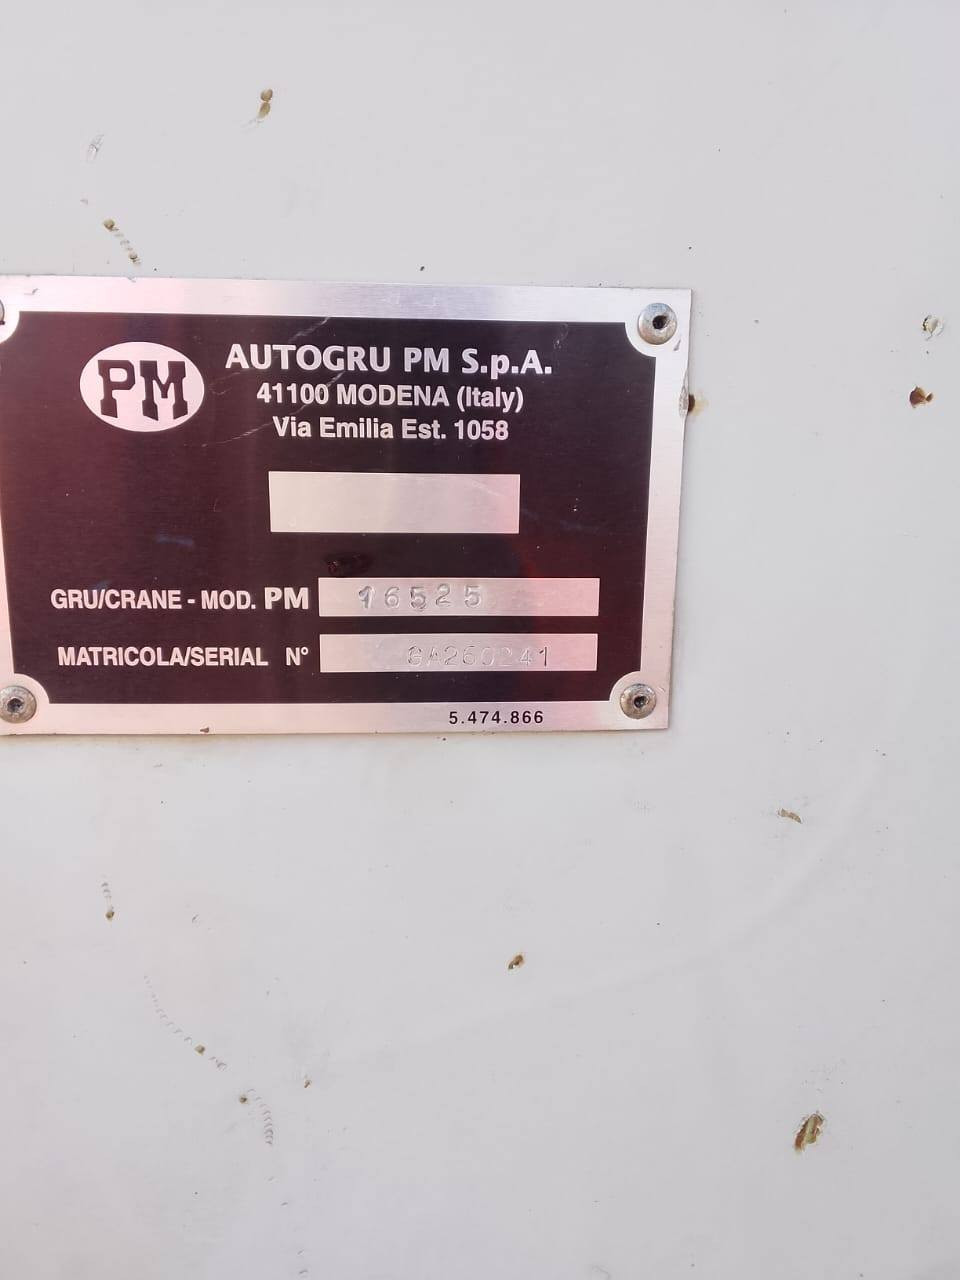 PM
AUTOGRU PM S.p.A.
41100 MODENA (Italy)
Via Emilia Est. 1058
GRU/CRANE - MOD. PM 16525
MATRICOLA/SERIAL N° GA260241
5.474.866